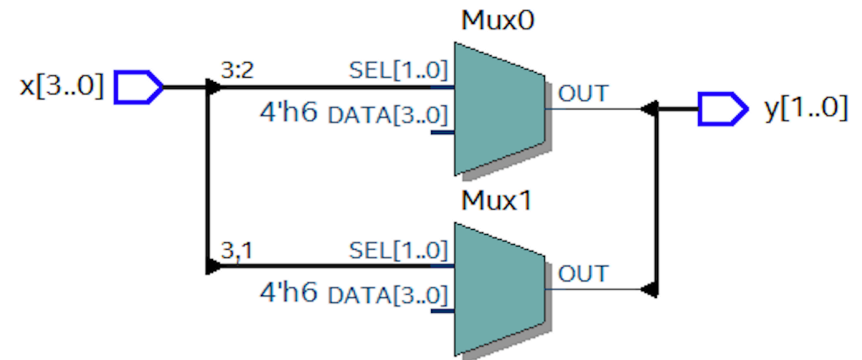 Mux0
x[3..0] 3:2 SEL[1..0] OUT y[1..0]
4'h6 DATA[3..0]
Mux1
3,1 SEL[1..0] OUT
4'h6 DATA[3..0]